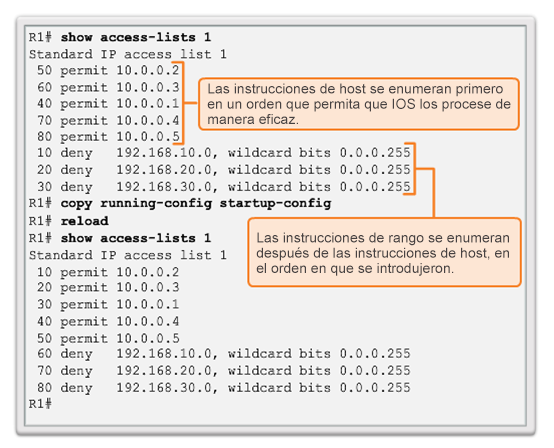 R1# show access-lists 1
Standard IP access list 1
50 permit 10.0.0.2
60 permit 10.0.0.3
40 permit 10.0.0.1
70 permit 10.0.0.4
80 permit 10.0.0.5
Las instrucciones de host se enumeran primero
en un orden que permita que IOS los procese de
manera eficaz.
10 deny 192.168.10.0, wildcard bits 0.0.0.255
20 deny 192.168.20.0, wildcard bits 0.0.0.255
30 deny 192.168.30.0, wildcard bits 0.0.0.255
R1# copy running-config startup-config
R1# reload
R1# show access-lists 1
Standard IP access list 1
Las instrucciones de rango se enumeran
después de las instrucciones de host, en
el orden en que se introdujeron.
10 permit 10.0.0.2
20 permit 10.0.0.3
30 permit 10.0.0.1
40 permit 10.0.0.4
50 permit 10.0.0.5
60 deny 192.168.10.0, wildcard bits 0.0.0.255
70 deny 192.168.20.0, wildcard bits 0.0.0.255
80 deny 192.168.30.0, wildcard bits 0.0.0.255
R1#